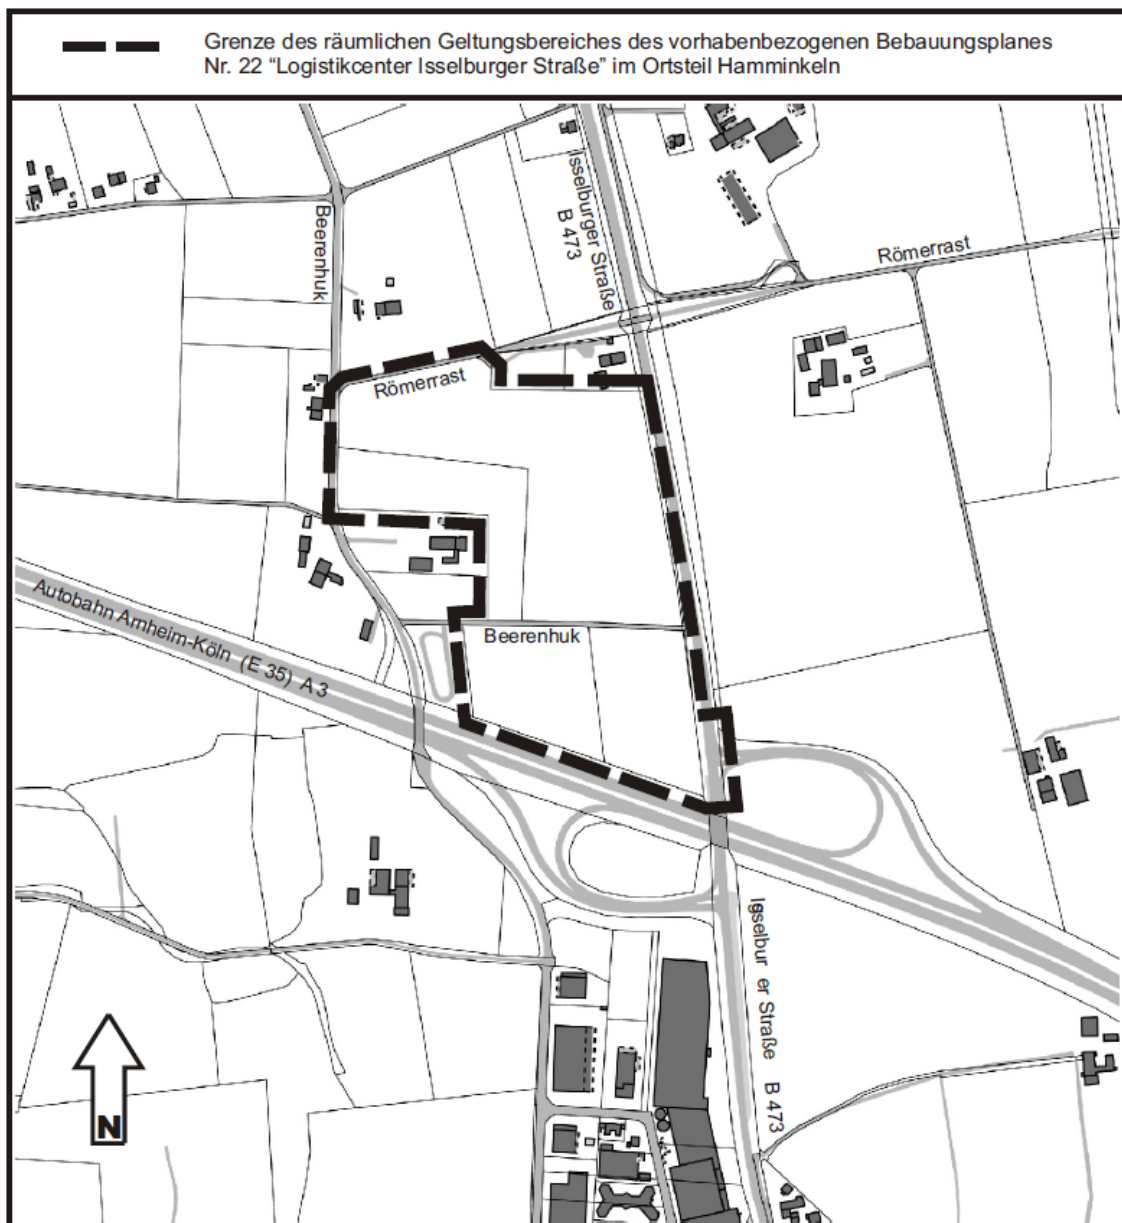 Grenze des räumlichen Geltungsbereiches des vorhabenbezogenen Bebauungsplanes
Nr. 22 “Logistikcenter Isselburger Straße” im Ortsteil Hamminkeln
Isselburger Straße
B 473
Beerenhuk
Römerrast
Römerrast
Beerenhuk
Autobahn Arnheim-Köln (E 35) A 3
Igselbur er Straße B 473
N